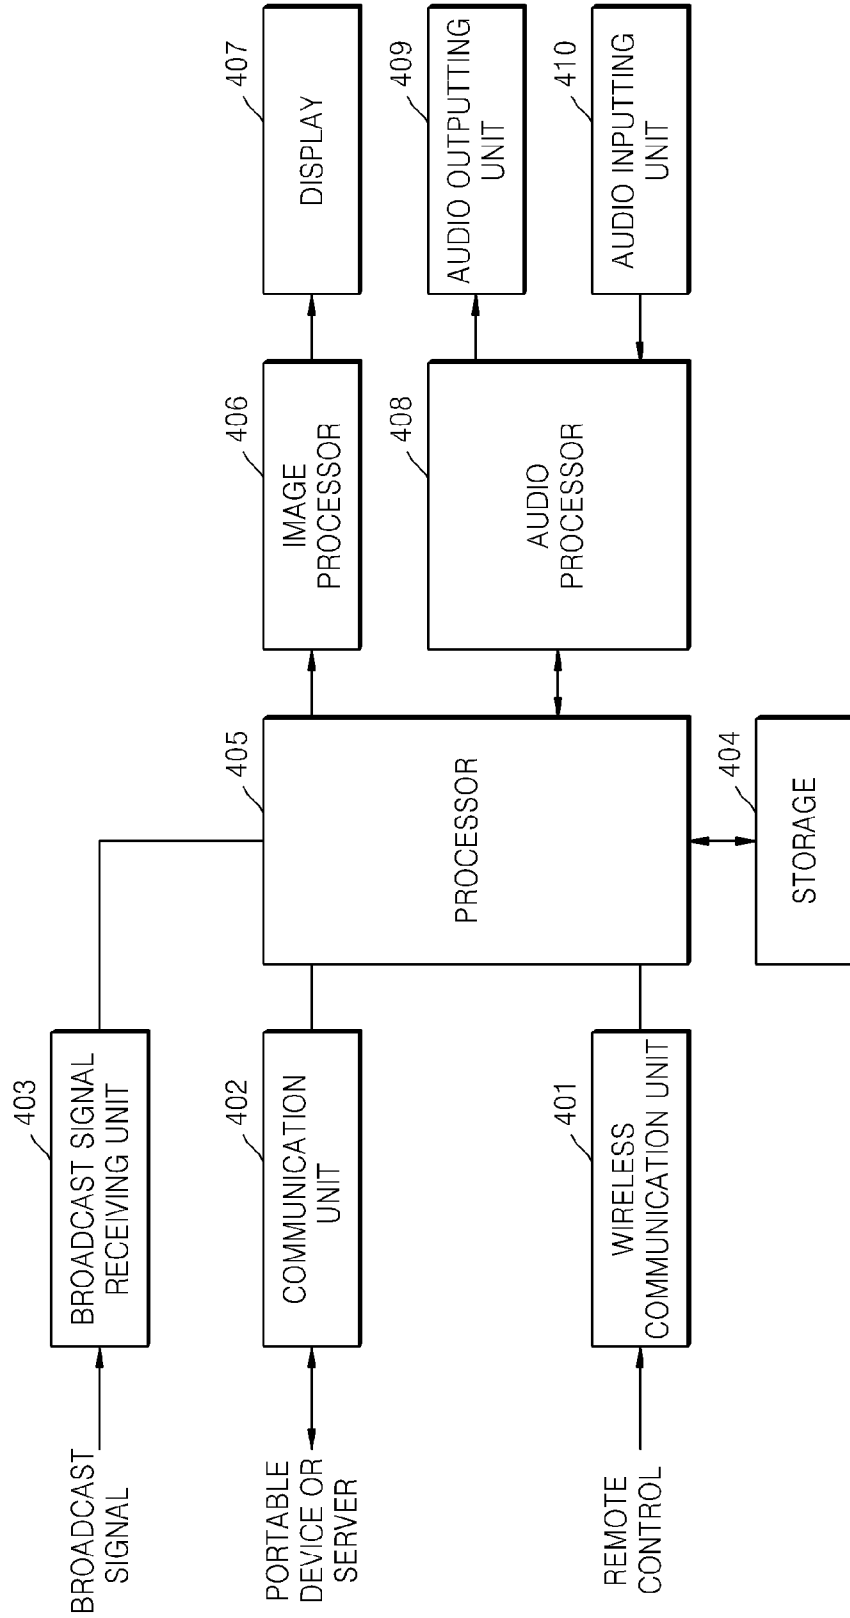 BROADCAST
SIGNAL
403
BROADCAST SIGNAL
RECEIVING UNIT
PORTABLE
DEVICE OR
SERVER
402
COMMUNICATION
UNIT
REMOTE
CONTROL
401
WIRELESS
COMMUNICATION UNIT
405
PROCESSOR
404
STORAGE
406
IMAGE
PROCESSOR
407
DISPLAY
408
AUDIO
PROCESSOR
409
AUDIO OUTPUTTING
UNIT
410
AUDIO INPUTTING
UNIT